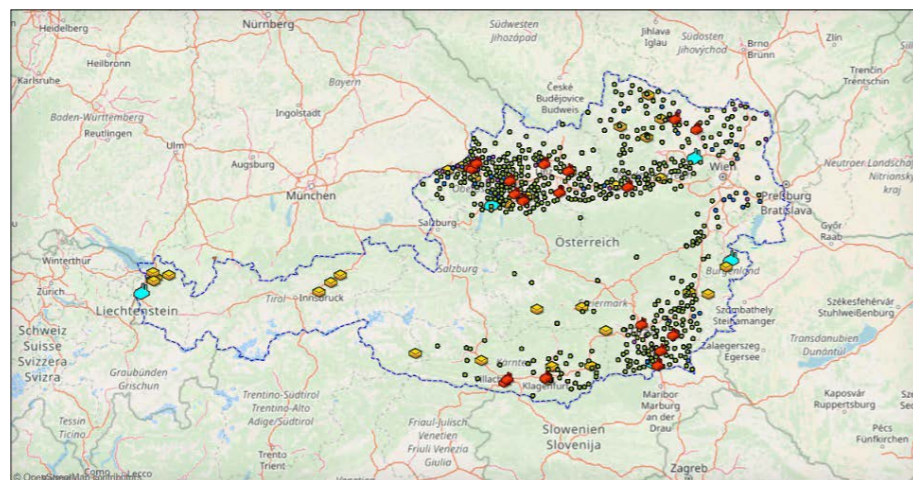 Heidelberg
Nürnberg
Südwesten
Jihozápad
Jihlava
Iglau
Südosten
Jihovýchod
Brno
Brünn
Zlín
Heilbronn
Karlsruhe
Bayern
České
Budějovice
Budweis
Trenčín
Trentschin
Baden-Württemberg
Reutlingen
Ingolstadt
Ulm
Augsburg
München
Wien
Preßburg
Bratislava
Neutraer Landscha
Nitriansky
kraj
Salzburg
Österreich
Győr
Raab
Winterthur
Zürich
Salzburg
Burgenland
Liechtenstein
Tirol
Innsbruck
Szombathely
Steinamanger
Székesfehérvár
Stuhlweißenburg
Schweiz
Suisse
Svizzera
Svizra
Zalaegerszeg
Egersee
Transdanubien
Dunántúl
Graubünden
Grischun
Kärnten
Klagenfurt
Trentino-Südtirol
Trentino-Alto
Adige/Südtirol
Maribor
Marburg
an der
Drau
Kaposvár
Ruppertsburg
Tessin
Ticino
Friaul-Julisch
Venetien
Friuli Venezia
Giulia
Slowenien
Slovenija
Pécs
Fünfkirchen
Trento
Trient
Zagreb
Como
Lecco
Venetien